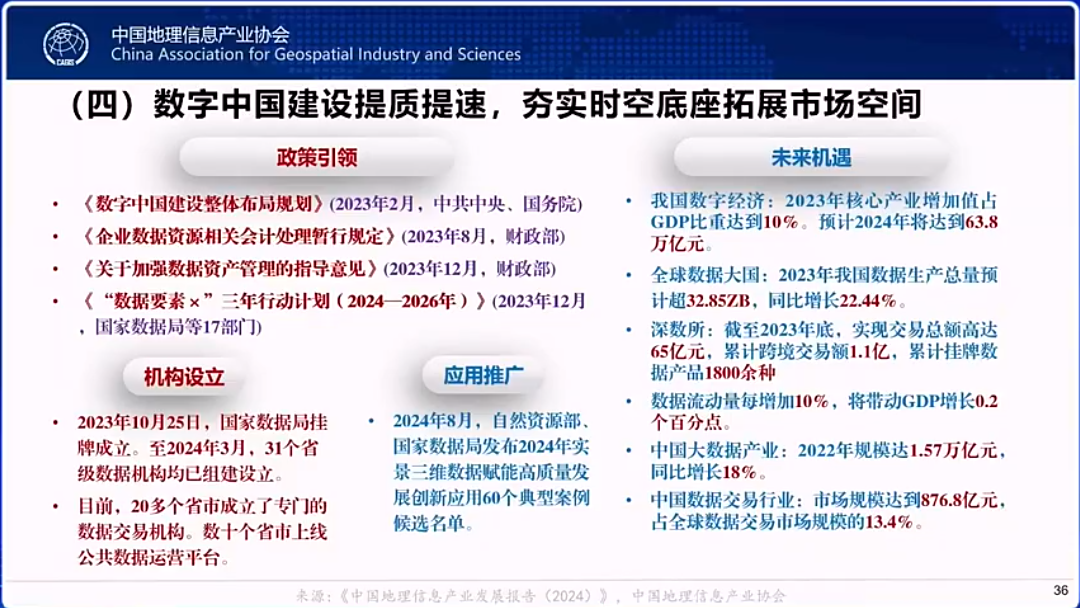 CAGIS
中国地理信息产业协会
China Association for Geospatial Industry and Sciences
（四）数字中国建设提质提速，夯实时空底座拓展市场空间
政策引领
• 《数字中国建设整体布局规划》(2023年2月，中共中央、国务院)
• 《企业数据资源相关会计处理暂行规定》(2023年8月，财政部)
• 《关于加强数据资产管理的指导意见》(2023年12月，财政部)
• 《“数据要素×”三年行动计划（2024—2026年）》(2023年12月
，国家数据局等17部门)
机构设立
• 2023年10月25日，国家数据局挂
牌成立。至2024年3月，31个省
级数据机构均已组建设立。
• 目前，20多个省市成立了专门的
数据交易机构。数十个省市上线
公共数据运营平台。
应用推广
• 2024年8月，自然资源部、
国家数据局发布2024年实
景三维数据赋能高质量发
展创新应用60个典型案例
候选名单。
未来机遇
• 我国数字经济：2023年核心产业增加值占
GDP比重达到10%。预计2024年将达到63.8
万亿元。
• 全球数据大国：2023年我国数据生产总量预
计超32.85ZB，同比增长22.44%。
• 深数所：截至2023年底，实现交易总额高达
65亿元，累计跨境交易额1.1亿，累计挂牌数
据产品1800余种
• 数据流动量每增加10%，将带动GDP增长0.2
个百分点。
• 中国大数据产业：2022年规模达1.57万亿元，
同比增长18%。
• 中国数据交易行业：市场规模达到876.8亿元，
占全球数据交易市场规模的13.4%。
来源：《中国地理信息产业发展报告（2024）》，中国地理信息产业协会
36